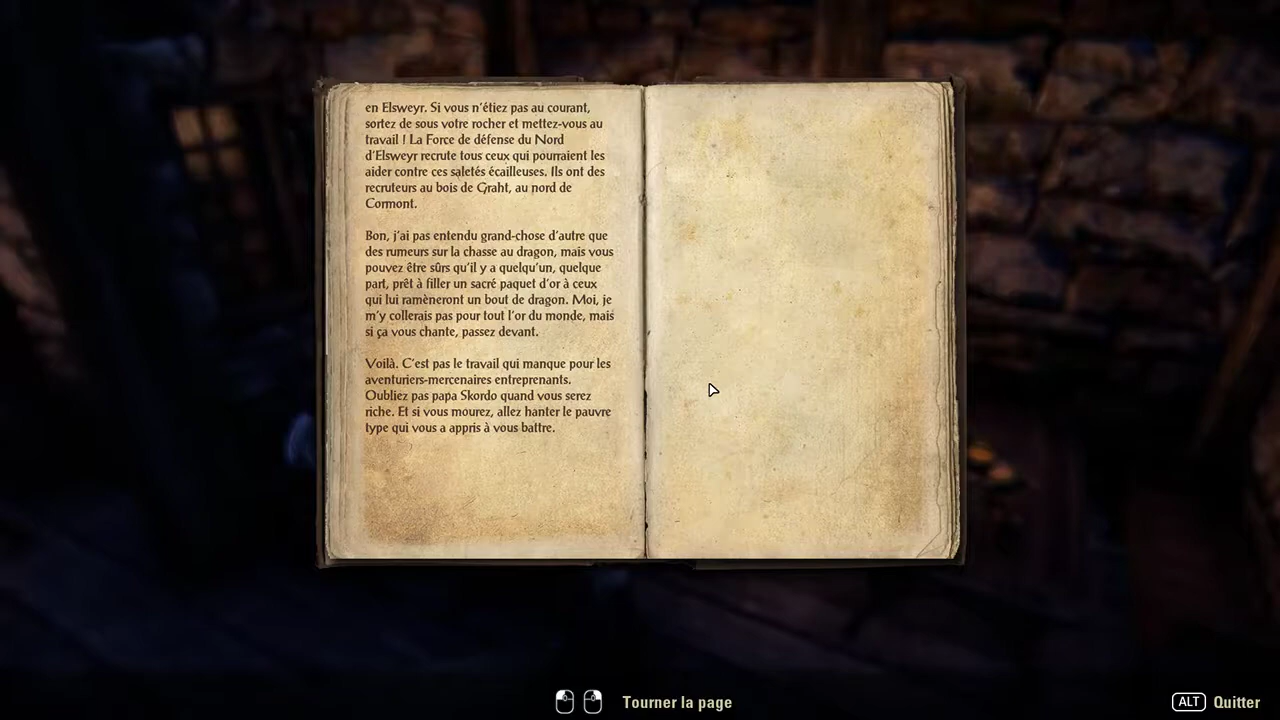 en Elsweyr. Si vous n'étiez pas au courant,
sortez de sous votre rocher et mettez-vous au
travail ! La Force de défense du Nord
d'Elsweyr recrute tous ceux qui pourraient les
aider contre ces saletés écailleuses. Ils ont des
recruteurs au bois de Graht, au nord de
Cormont.
Bon, j'ai pas entendu grand-chose d'autre que
des rumeurs sur la chasse au dragon, mais vous
pouvez être sûrs qu'il y a quelqu'un, quelque
part, prêt à filler un sacré paquet d'or à ceux
qui lui ramèneront un bout de dragon. Moi, je
m'y collerais pas pour tout l'or du monde, mais
si ça vous chante, passez devant.
Voilà. C'est pas le travail qui manque pour les
aventuriers-mercenaires entreprenants.
Oubliez pas papa Skordo quand vous serez
riche. Et si vous mourez, allez hanter le pauvre
type qui vous a appris à vous battre.
Tourner la page
ALT Quitter